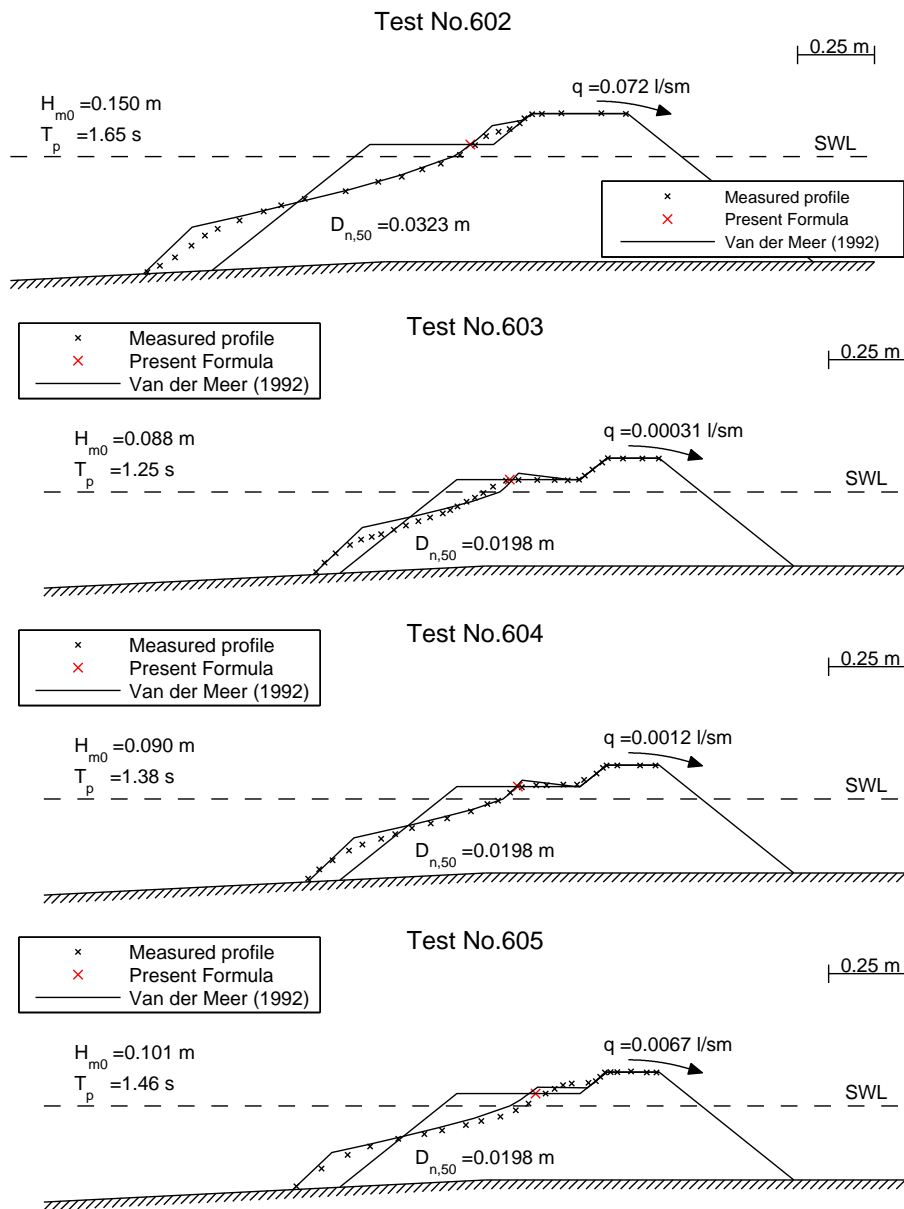 Test No.602
0.25 m
q =0.072 l/sm
H_m0 =0.150 m
T_p =1.65 s
SWL
Measured profile
Present Formula
Van der Meer (1992)
D_n,50 =0.0323 m
Test No.603
0.25 m
Measured profile
Present Formula
Van der Meer (1992)
q =0.00031 l/sm
H_m0 =0.088 m
T_p =1.25 s
SWL
D_n,50 =0.0198 m
Test No.604
0.25 m
Measured profile
Present Formula
Van der Meer (1992)
q =0.0012 l/sm
H_m0 =0.090 m
T_p =1.38 s
SWL
D_n,50 =0.0198 m
Test No.605
0.25 m
Measured profile
Present Formula
Van der Meer (1992)
q =0.0067 l/sm
H_m0 =0.101 m
T_p =1.46 s
SWL
D_n,50 =0.0198 m